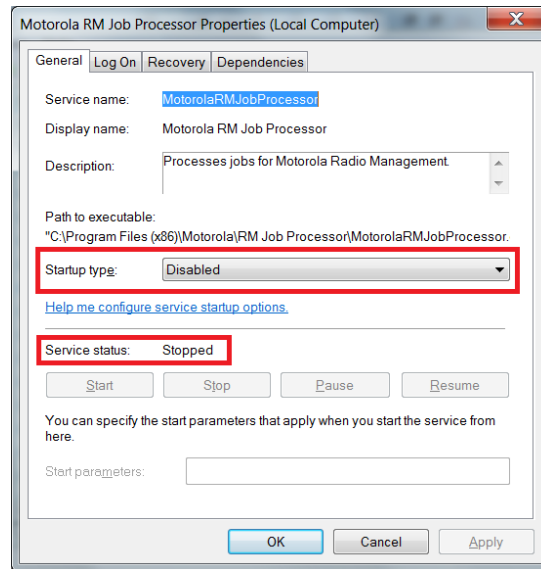 Motorola RM Job Processor Properties (Local Computer)
General Log On Recovery Dependencies
Service name: MotorolaRMJobProcessor
Display name: Motorola RM Job Processor
Description: Processes jobs for Motorola Radio Management.
Path to executable:
"C:\Program Files (x86)\Motorola\RM Job Processor\MotorolaRMJobProcessor.
Startup type: Disabled
Help me configure service startup options.
Service status: Stopped
Start Stop Pause Resume
You can specify the start parameters that apply when you start the service from
here.
Start parameters:
OK Cancel Apply